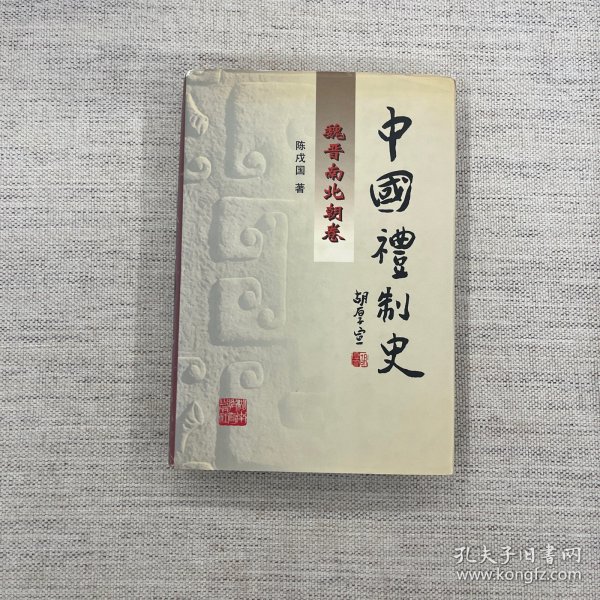 中國禮制史
胡厚宣
魏晋南北朝卷
陈戍国 著
孔夫子旧书网
www.kongfz.com